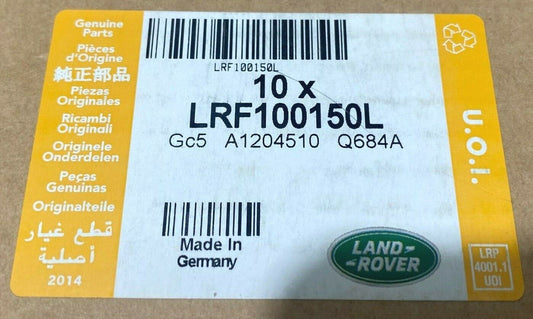 Genuine
Parts
Pièces
d'Origine
純正部品
Piezas
Originales
Ricambi
Originali
Originele
Onderdelen
Peças
Genuinas
Originalteile
قطع غيار
أصلية
2014
LRF100150L
10 x
LRF100150L
Gc5 A1204510 Q684A
Made In
Germany
LAND-
ROVER
U.O.I.
LRP
4001.1
UOI